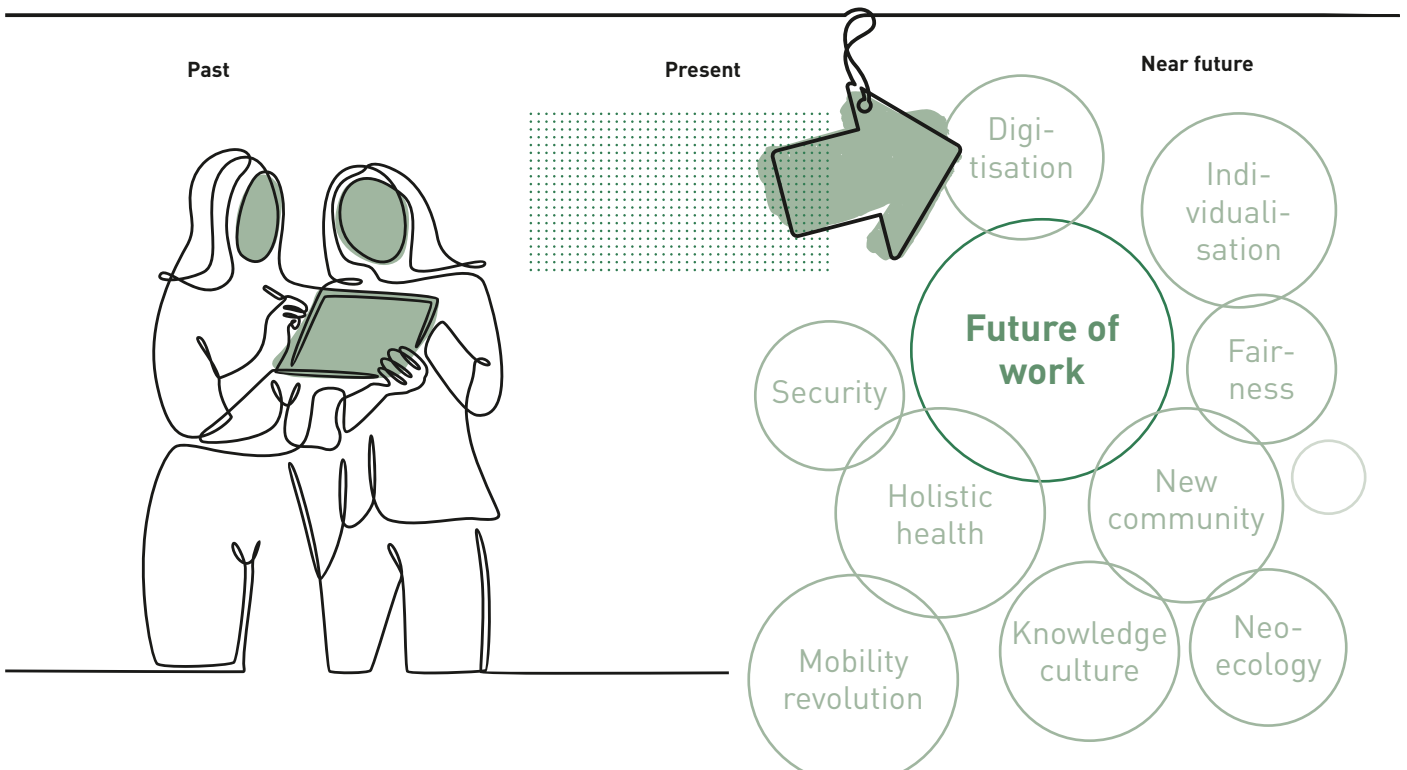 Past
Present
Near future
Digi-
tisation
Indi-
viduali-
sation
Future of
work
Fair-
ness
Security
Holistic
health
New
community
Knowledge
culture
Neo-
ecology
Mobility
revolution